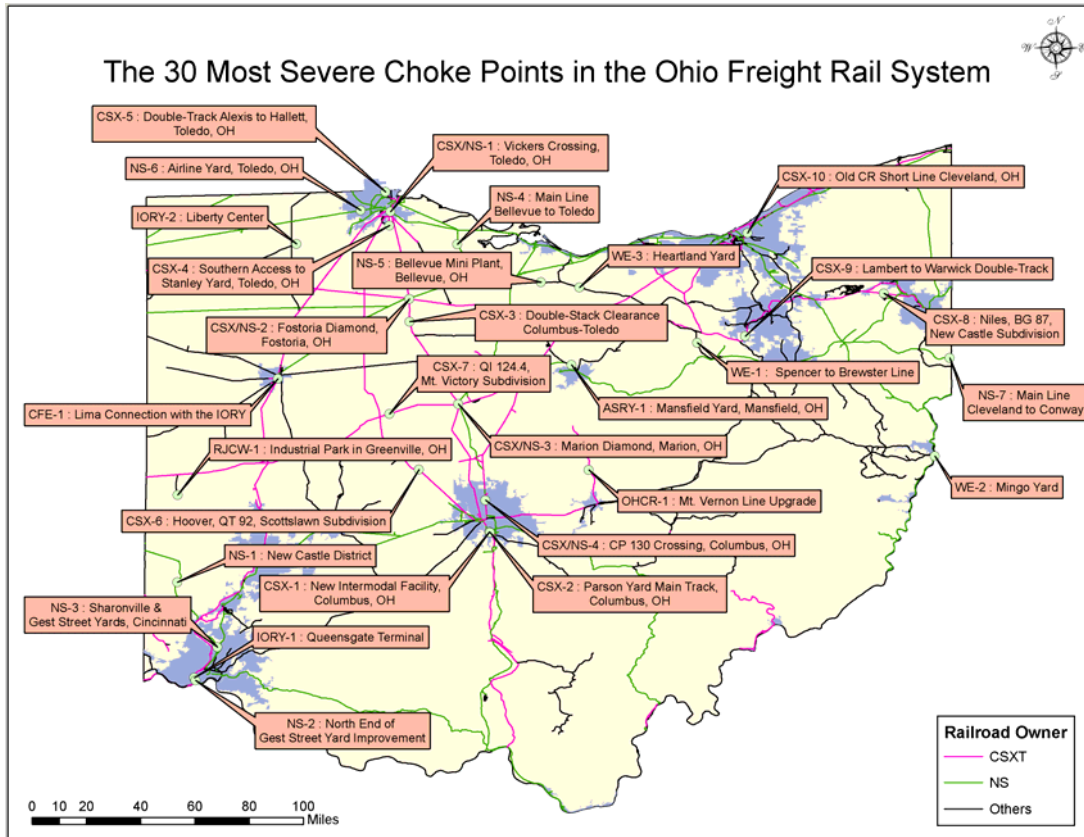 N
W
E
S
The 30 Most Severe Choke Points in the Ohio Freight Rail System
CSX-5 : Double-Track Alexis to Hallett,
Toledo, OH
CSX/NS-1 : Vickers Crossing,
Toledo, OH
NS-6 : Airline Yard, Toledo, OH
NS-4 : Main Line
Bellevue to Toledo
CSX-10 : Old CR Short Line Cleveland, OH
IORY-2 : Liberty Center
CSX-4 : Southern Access to
Stanley Yard, Toledo, OH
NS-5 : Bellevue Mini Plant,
Bellevue, OH
WE-3 : Heartland Yard
CSX-9 : Lambert to Warwick Double-Track
CSX/NS-2 : Fostoria Diamond,
Fostoria, OH
CSX-3 : Double-Stack Clearance
Columbus-Toledo
CSX-8 : Niles, BG 87,
New Castle Subdivision
CSX-7 : QI 124.4,
Mt. Victory Subdivision
WE-1 : Spencer to Brewster Line
CFE-1 : Lima Connection with the IORY
ASRY-1 : Mansfield Yard, Mansfield, OH
NS-7 : Main Line
Cleveland to Conway
RJCW-1 : Industrial Park in Greenville, OH
CSX/NS-3 : Marion Diamond, Marion, OH
WE-2 : Mingo Yard
OHCR-1 : Mt. Vernon Line Upgrade
CSX-6 : Hoover, QT 92, Scottslawn Subdivision
CSX/NS-4 : CP 130 Crossing, Columbus, OH
NS-1 : New Castle District
CSX-1 : New Intermodal Facility,
Columbus, OH
CSX-2 : Parson Yard Main Track,
Columbus, OH
NS-3 : Sharonville &
Gest Street Yards, Cincinnati
IORY-1 : Queensgate Terminal
NS-2 : North End of
Gest Street Yard Improvement
Railroad Owner
CSXT
NS
Others
0 10 20 40 60 80 100
Miles